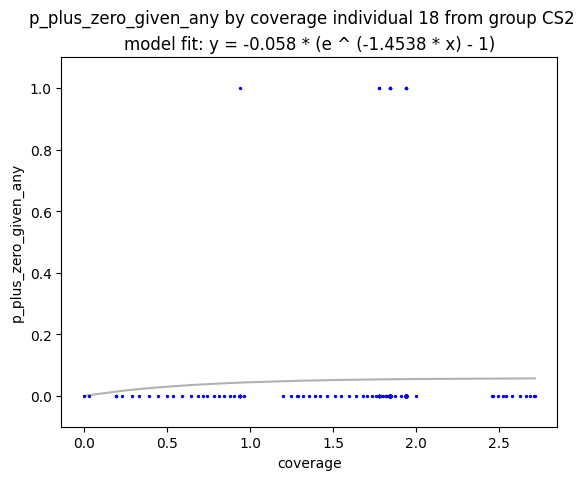 p_plus_zero_given_any by coverage individual 18 from group CS2
model fit: y = -0.058 * (e ^ (-1.4538 * x) - 1)
1.0
0.8
0.6
0.4
0.2
0.0
p_plus_zero_given_any
0.0 0.5 1.0 1.5 2.0 2.5
coverage